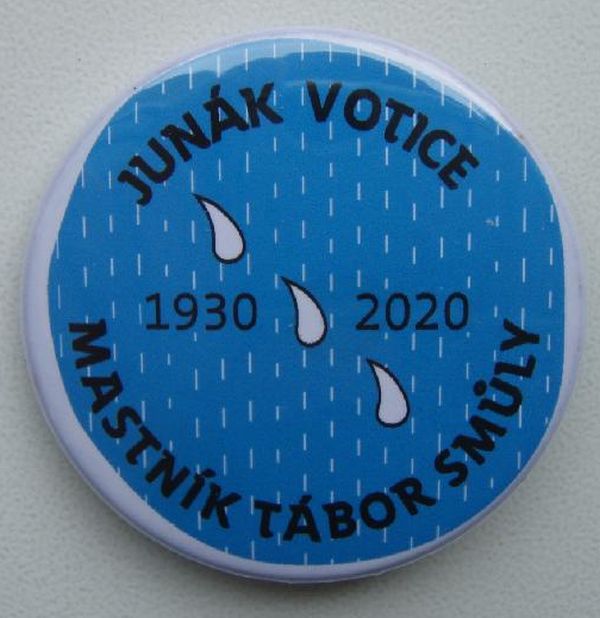 JUNÁK VOTICE
1930 2020
MASTNÍK TÁBOR SMŮLY